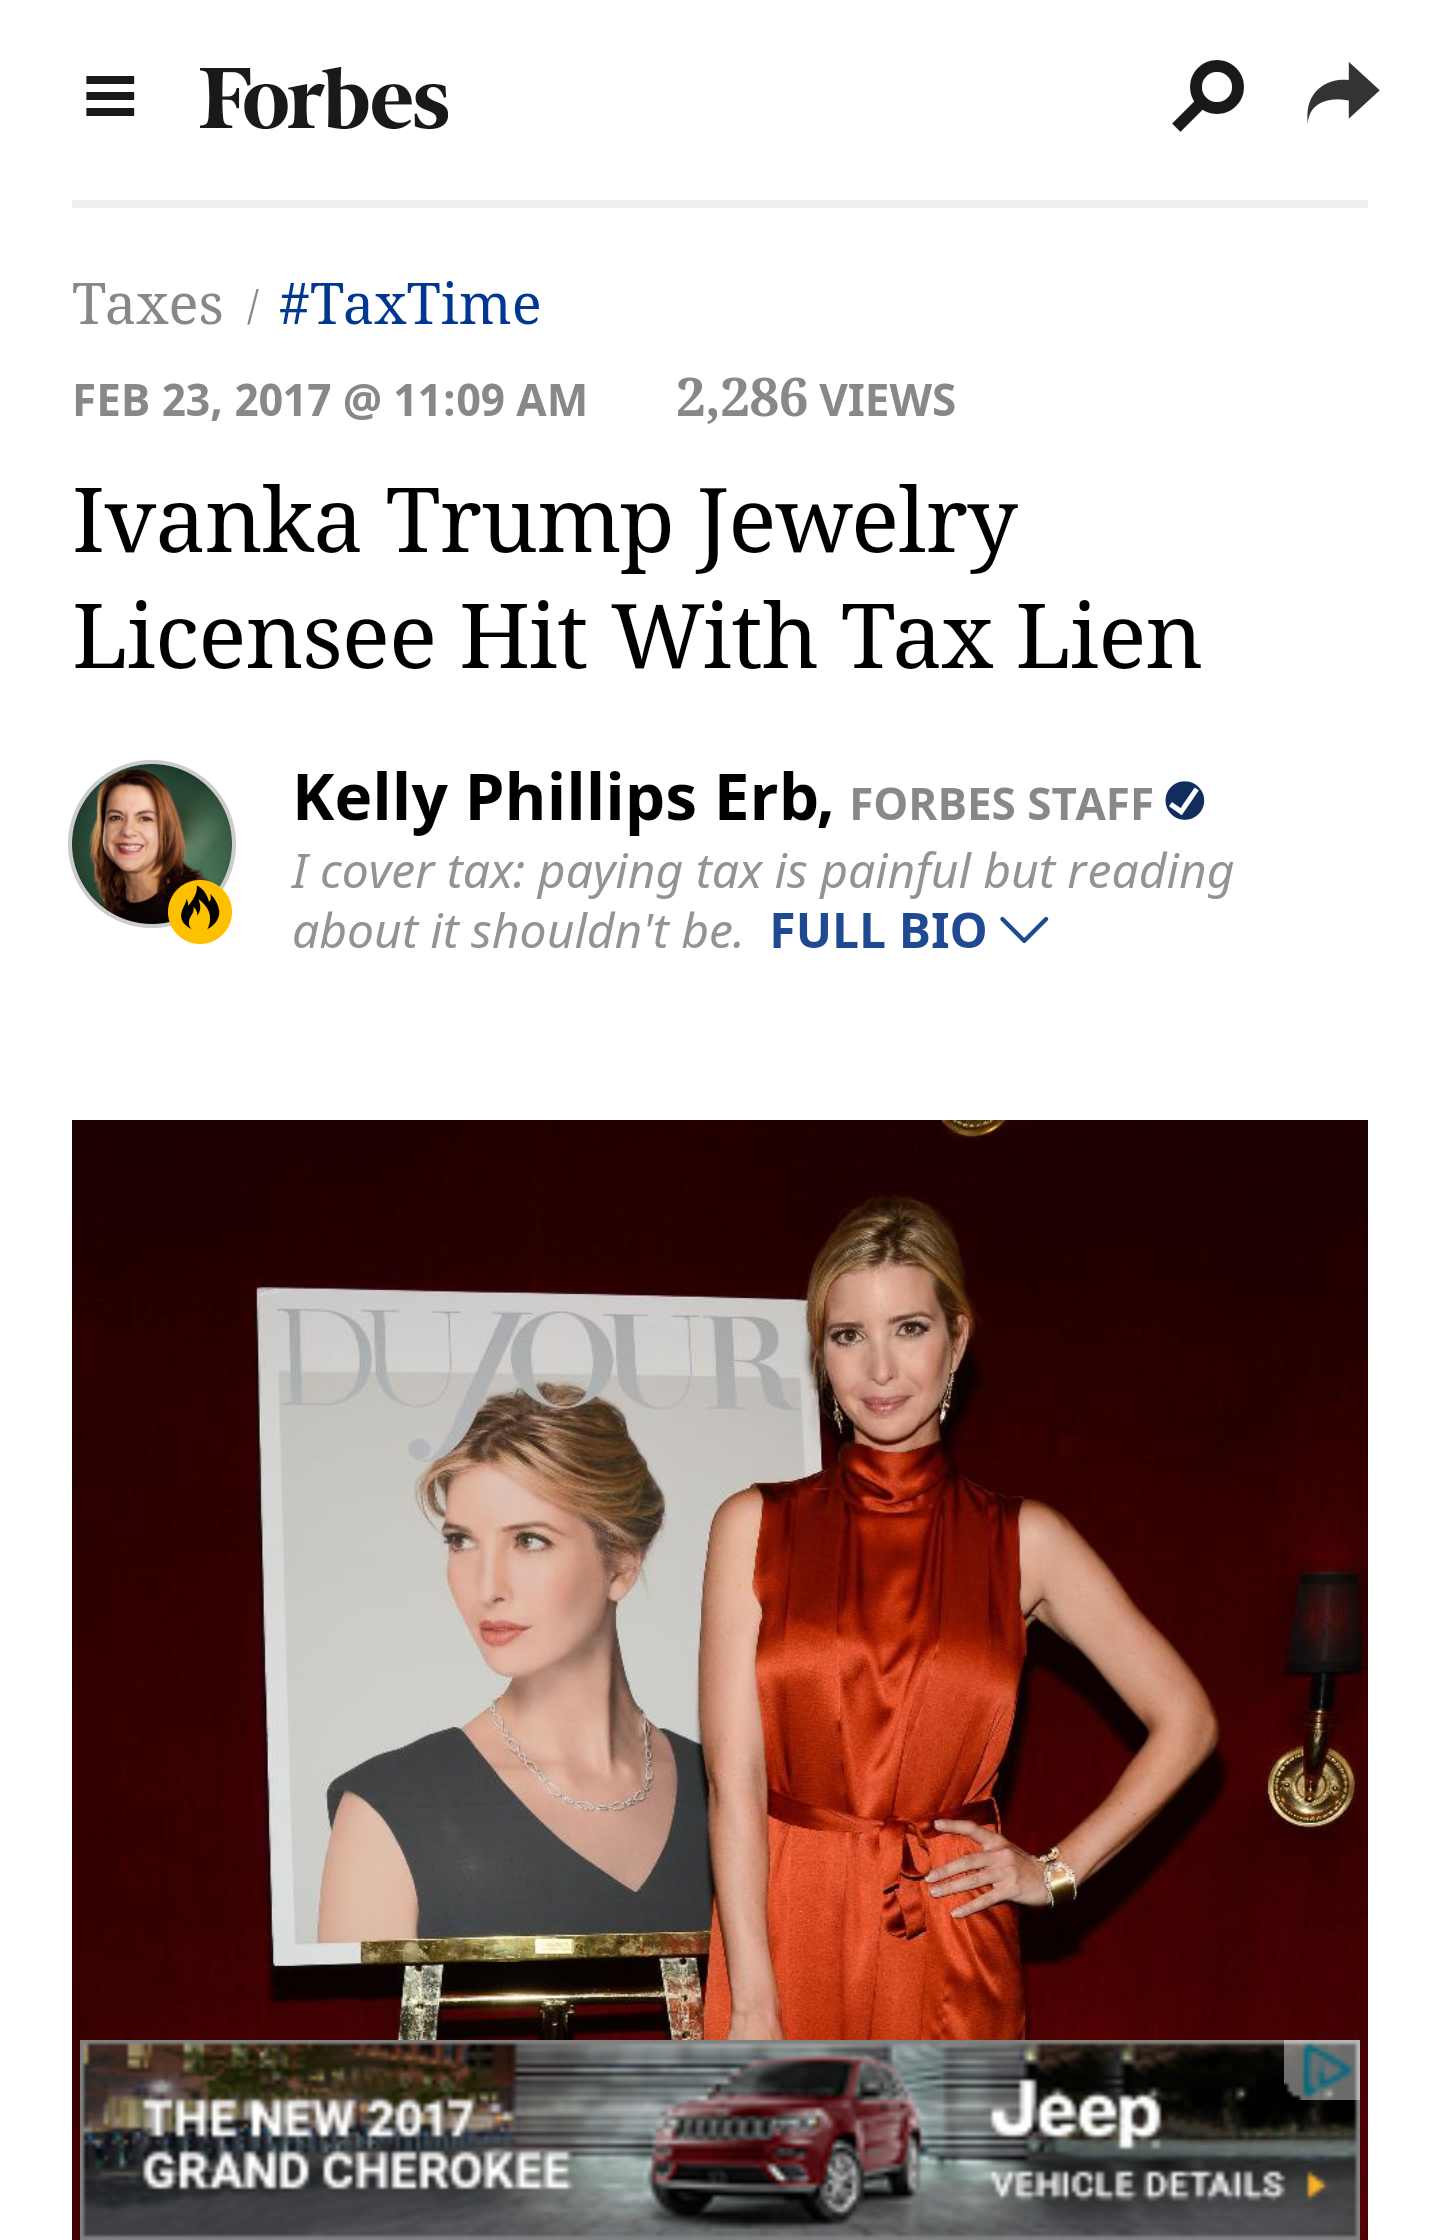 Forbes
Taxes / #TaxTime
FEB 23, 2017 @ 11:09 AM 2,286 VIEWS
Ivanka Trump Jewelry
Licensee Hit With Tax Lien
Kelly Phillips Erb, FORBES STAFF
I cover tax: paying tax is painful but reading
about it shouldn't be. FULL BIO
DUJOUR
THE NEW 2017
GRAND CHEROKEE
Jeep
VEHICLE DETAILS